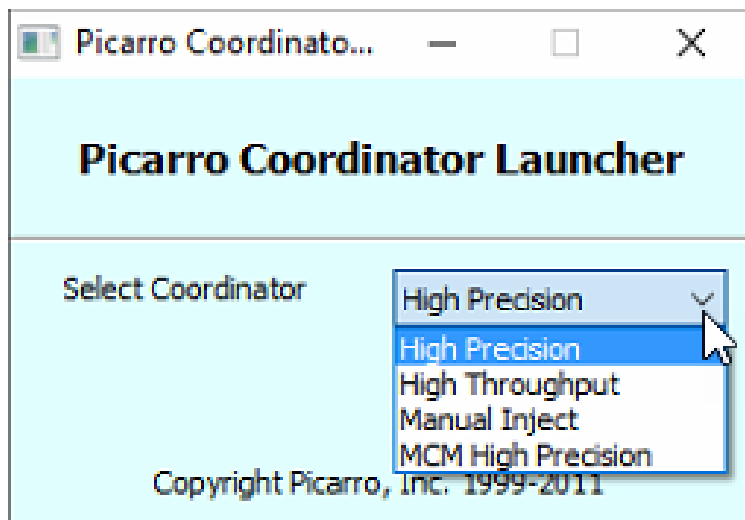 Picarro Coordinato...
Picarro Coordinator Launcher
Select Coordinator
High Precision
High Precision
High Throughput
Manual Inject
MCM High Precision
Copyright Picarro, Inc. 1999-2011